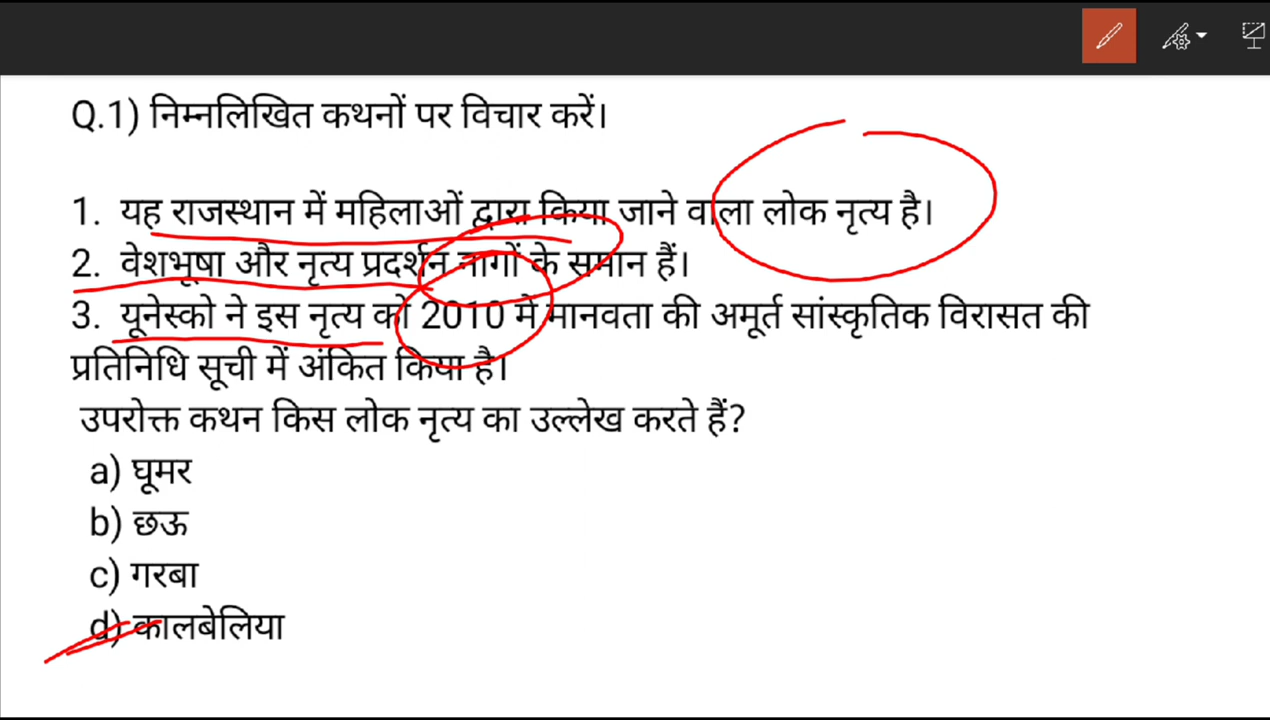 Q.1) निम्नलिखित कथनों पर विचार करें।
1. यह राजस्थान में महिलाओं द्वारा किया जाने वाला लोक नृत्य है।
2. वेशभूषा और नृत्य प्रदर्शन नागों के समान हैं।
3. यूनेस्को ने इस नृत्य को 2010 में मानवता की अमूर्त सांस्कृतिक विरासत की
प्रतिनिधि सूची में अंकित किया है।
उपरोक्त कथन किस लोक नृत्य का उल्लेख करते हैं?
a) घूमर
b) छऊ
c) गरबा
d) कालबेलिया